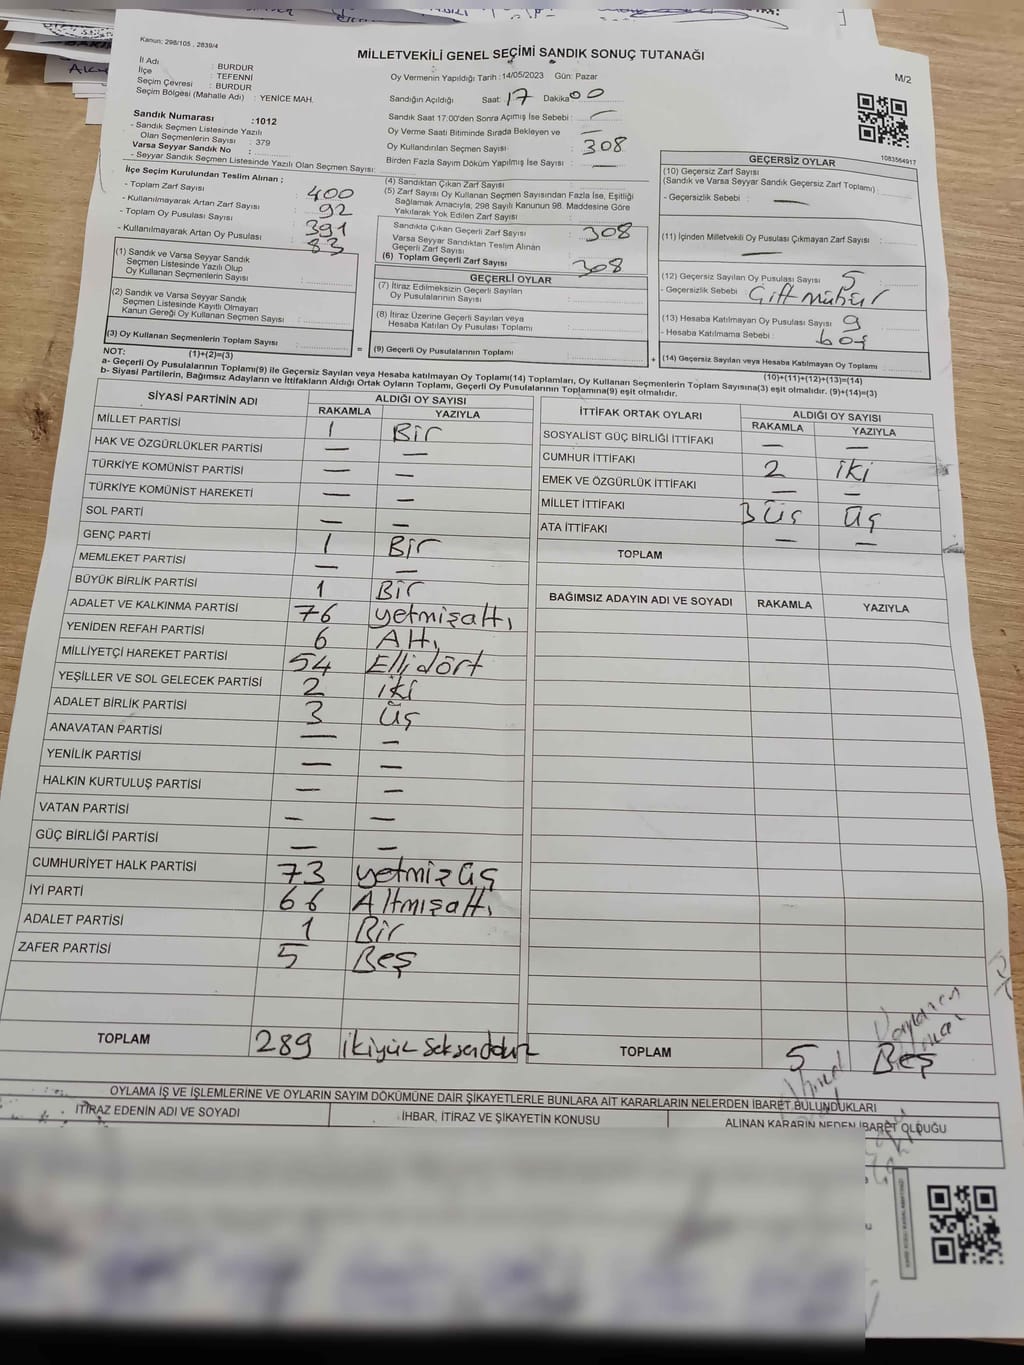 Kanun: 298/105 , 2839/4
MİLLETVEKİLİ GENEL SEÇİMİ SANDIK SONUÇ TUTANAĞI
M/2
İl Adı : BURDUR
İlçe : TEFENNİ
Seçim Çevresi : BURDUR
Seçim Bölgesi (Mahalle Adı) : YENİCE MAH.
Sandık Numarası :1012
- Sandık Seçmen Listesinde Yazılı
Olan Seçmenlerin Sayısı : 379
Varsa Seyyar Sandık No :
- Seyyar Sandık Seçmen Listesinde Yazılı Olan Seçmen Sayısı:
Oy Vermenin Yapıldığı Tarih :14/05/2023 Gün: Pazar
Sandığın Açıldığı Saat: 17 Dakika 00
Sandık Saat 17:00'den Sonra Açımış İse Sebebi : —
Oy Verme Saati Bitiminde Sırada Bekleyen ve —
Oy Kullandırılan Seçmen Sayısı : 308
Birden Fazla Sayım Döküm Yapılmış İse Sayısı : —
1083564917
İlçe Seçim Kurulundan Teslim Alınan ;
- Toplam Zarf Sayısı : 400
- Kullanılmayarak Artan Zarf Sayısı : 92
- Toplam Oy Pusulası Sayısı : 391
- Kullanılmayarak Artan Oy Pusulası : 83
(1) Sandık ve Varsa Seyyar Sandık
Seçmen Listesinde Yazılı Olup
Oy Kullanan Seçmenlerin Sayısı :
(2) Sandık ve Varsa Seyyar Sandık
Seçmen Listesinde Kayıtlı Olmayan
Kanun Gereği Oy Kullanan Seçmen Sayısı :
(3) Oy Kullanan Seçmenlerin Toplam Sayısı :
(1)+(2)=(3)
(4) Sandıktan Çıkan Zarf Sayısı :
(5) Zarf Sayısı Oy Kullanan Seçmen Sayısından Fazla İse, Eşitliği
Sağlamak Amacıyla, 298 Sayılı Kanunun 98. Maddesine Göre
Yakılarak Yok Edilen Zarf Sayısı :
Sandıkta Çıkan Geçerli Zarf Sayısı : 308
Varsa Seyyar Sandıktan Teslim Alınan
Geçerli Zarf Sayısı :
(6) Toplam Geçerli Zarf Sayısı : 308
GEÇERLİ OYLAR
(7) İtiraz Edilmeksizin Geçerli Sayılan
Oy Pusulalarının Sayısı :
(8) İtiraz Üzerine Geçerli Sayılan veya
Hesaba Katılan Oy Pusulası Toplamı :
= (9) Geçerli Oy Pusulalarının Toplamı : +
GEÇERSİZ OYLAR
(10) Geçersiz Zarf Sayısı
(Sandık ve Varsa Seyyar Sandık Geçersiz Zarf Toplamı) :
- Geçersizlik Sebebi : —
(11) İçinden Milletvekili Oy Pusulası Çıkmayan Zarf Sayısı :
—
(12) Geçersiz Sayılan Oy Pusulası Sayısı : 5
- Geçersizlik Sebebi : Çift mühür
(13) Hesaba Katılmayan Oy Pusulası Sayısı : 9
- Hesaba Katılmama Sebebi : boş
(14) Geçersiz Sayılan veya Hesaba Katılmayan Oy Toplamı :
(10)+(11)+(12)+(13)=(14)
NOT:
a- Geçerli Oy Pusulalarının Toplamı(9) ile Geçersiz Sayılan veya Hesaba katılmayan Oy Toplamı(14) Toplamları, Oy Kullanan Seçmenlerin Toplam Sayısına(3) eşit olmalıdır. (9)+(14)=(3)
b- Siyasi Partilerin, Bağımsız Adayların ve İttifakların Aldığı Ortak Oyların Toplamı, Geçerli Oy Pusulalarının Toplamına(9) eşit olmalıdır.
SİYASİ PARTİNİN ADI ALDIĞI OY SAYISI
RAKAMLA YAZIYLA
MİLLET PARTİSİ 1 Bir
HAK VE ÖZGÜRLÜKLER PARTİSİ — —
TÜRKİYE KOMÜNİST PARTİSİ — —
TÜRKİYE KOMÜNİST HAREKETİ — —
SOL PARTİ — —
GENÇ PARTİ 1 Bir
MEMLEKET PARTİSİ — —
BÜYÜK BİRLİK PARTİSİ 1 Bir
ADALET VE KALKINMA PARTİSİ 76 yetmişaltı
YENİDEN REFAH PARTİSİ 6 Altı
MİLLİYETÇİ HAREKET PARTİSİ 54 Ellidört
YEŞİLLER VE SOL GELECEK PARTİSİ 2 iki
ADALET BİRLİK PARTİSİ 3 üç
ANAVATAN PARTİSİ — —
YENİLİK PARTİSİ — —
HALKIN KURTULUŞ PARTİSİ — —
VATAN PARTİSİ — —
GÜÇ BİRLİĞİ PARTİSİ — —
CUMHURİYET HALK PARTİSİ 73 yetmiz üç
İYİ PARTİ 66 Altmışaltı
ADALET PARTİSİ 1 Bir
ZAFER PARTİSİ 5 Beş
TOPLAM 289
İTTİFAK ORTAK OYLARI ALDIĞI OY SAYISI
RAKAMLA YAZIYLA
SOSYALİST GÜÇ BİRLİĞİ İTTİFAKI — —
CUMHUR İTTİFAKI 2 iki
EMEK VE ÖZGÜRLÜK İTTİFAKI — —
MİLLET İTTİFAKI 3 üç üç
ATA İTTİFAKI — —
TOPLAM
BAĞIMSIZ ADAYIN ADI VE SOYADI RAKAMLA YAZIYLA
TOPLAM 5 Beş
OYLAMA İŞ VE İŞLEMLERİNE VE OYLARIN SAYIM DÖKÜMÜNE DAİR ŞİKAYETLERLE BUNLARA AİT KARARLARIN NELERDEN İBARET BULUNDUKLARI
İTİRAZ EDENİN ADI VE SOYADI İHBAR, İTİRAZ VE ŞİKAYETİN KONUSU ALINAN KARARIN NEDEN İBARET OLDUĞU